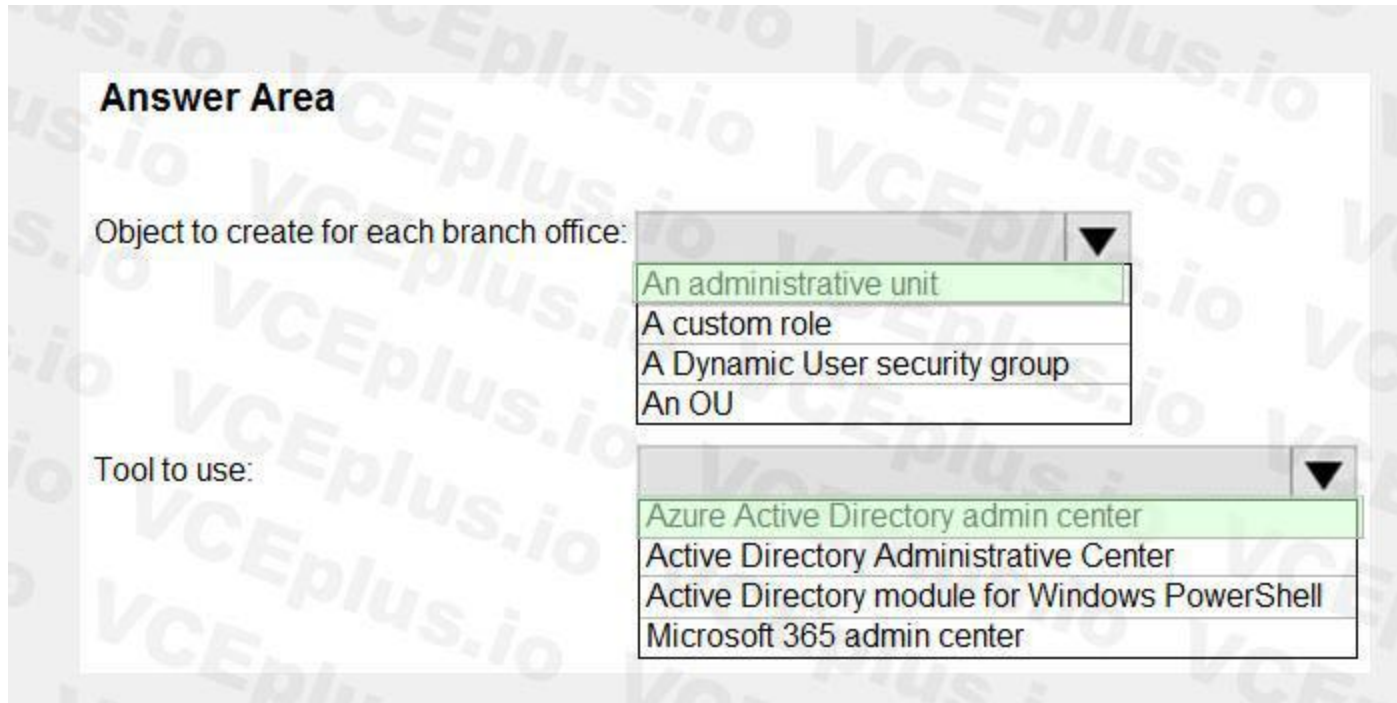 Answer Area
Object to create for each branch office:
An administrative unit
A custom role
A Dynamic User security group
An OU
Tool to use:
Azure Active Directory admin center
Active Directory Administrative Center
Active Directory module for Windows PowerShell
Microsoft 365 admin center
VCEplus.io